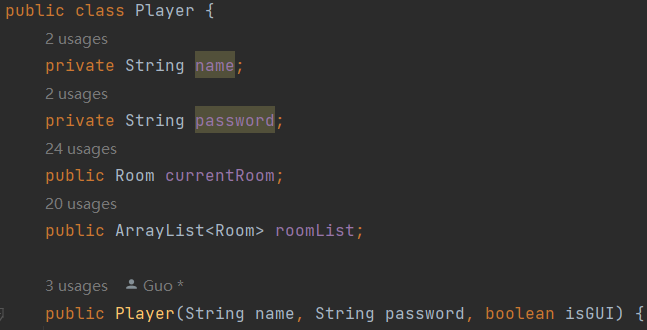 public class Player {
2 usages
private String name;
2 usages
private String password;
24 usages
public Room currentRoom;
20 usages
public ArrayList<Room> roomList;
3 usages Guo *
public Player(String name, String password, boolean isGUI) {